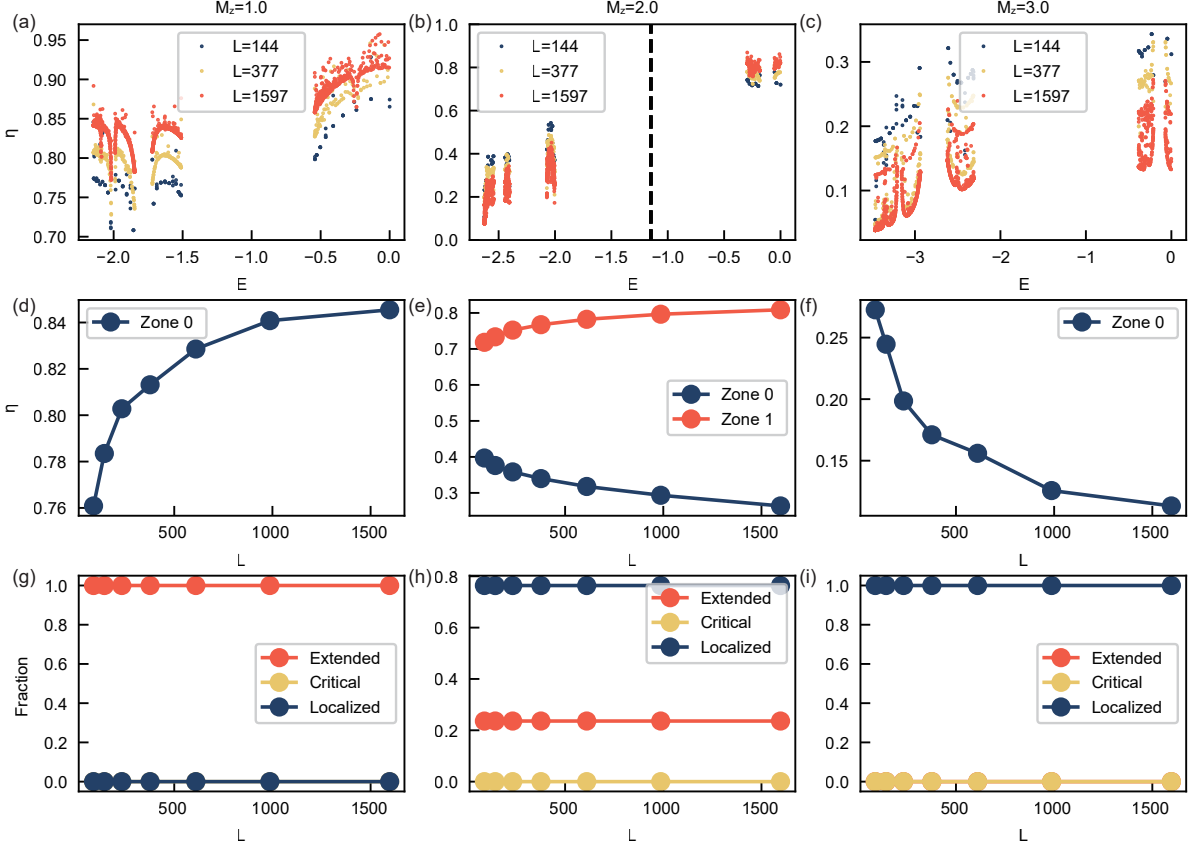 (a)
M_z=1.0
0.95
0.90
0.85
0.80
0.75
0.70
η
L=144
L=377
L=1597
−2.0
−1.5
−1.0
−0.5
0.0
E
(b)
M_z=2.0
1.0
0.8
0.6
0.4
0.2
0.0
L=144
L=377
L=1597
−2.5
−2.0
−1.5
−1.0
−0.5
0.0
E
(c)
M_z=3.0
0.3
0.2
0.1
L=144
L=377
L=1597
−3
−2
−1
0
E
(d)
0.84
0.82
0.80
0.78
0.76
η
Zone 0
500
1000
1500
L
(e)
0.8
0.7
0.6
0.5
0.4
0.3
Zone 0
Zone 1
500
1000
1500
L
(f)
0.25
0.20
0.15
Zone 0
500
1000
1500
L
(g)
1.0
0.8
0.6
0.4
0.2
0.0
Fraction
Extended
Critical
Localized
500
1000
1500
L
(h)
0.8
0.6
0.4
0.2
0.0
Extended
Critical
Localized
500
1000
1500
L
(i)
1.0
0.8
0.6
0.4
0.2
0.0
Extended
Critical
Localized
500
1000
1500
L